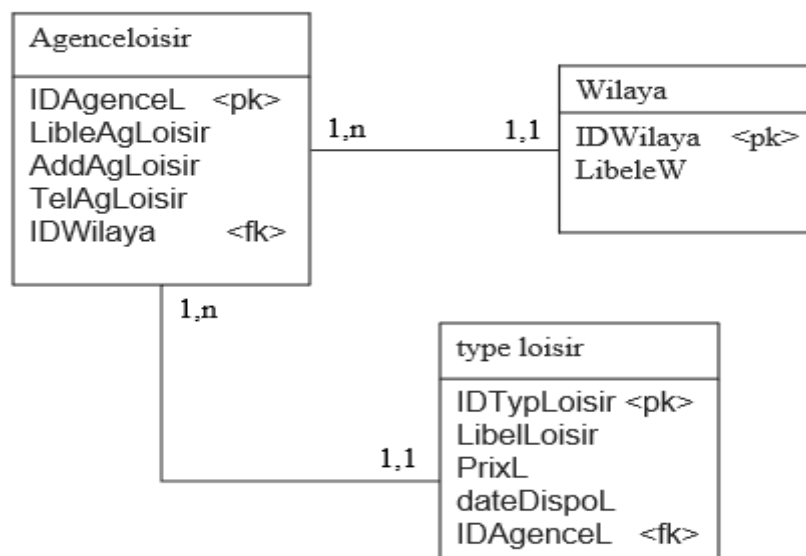 Agenceloisir
IDAgenceL <pk>
LibleAgLoisir
AddAgLoisir
TelAgLoisir
IDWilaya <fk>
1,n
1,1
Wilaya
IDWilaya <pk>
LibeleW
1,n
1,1
type loisir
IDTypLoisir <pk>
LibelLoisir
PrixL
dateDispoL
IDAgenceL <fk>